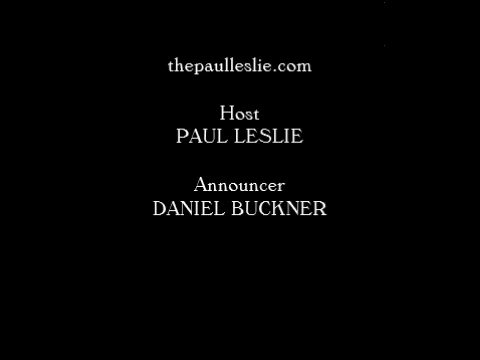 thepaulleslie.com
Host
PAUL LESLIE
Announcer
DANIEL BUCKNER